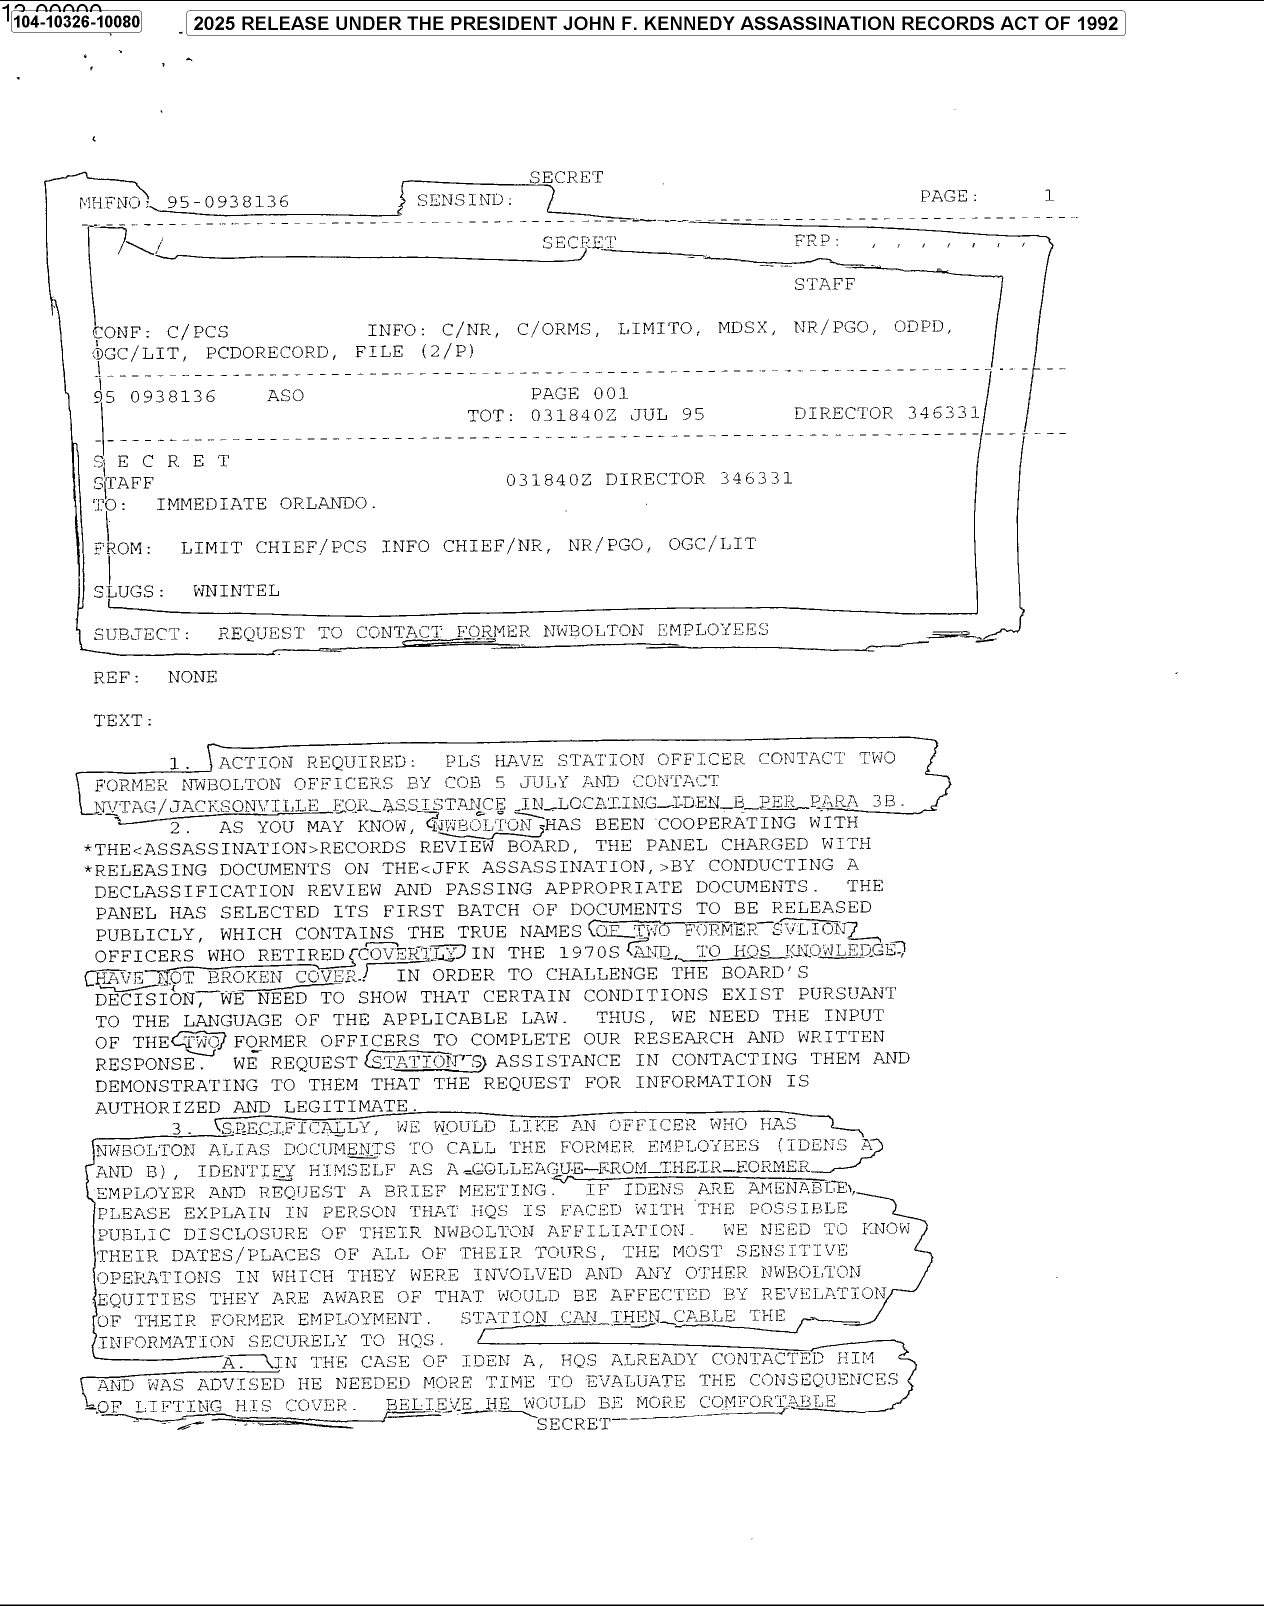 104-10326-10080
2025 RELEASE UNDER THE PRESIDENT JOHN F. KENNEDY ASSASSINATION RECORDS ACT OF 1992
SECRET
MHFNO: 95-0938136 SENSIND: PAGE: 1
SECRET FRP: , , , , , , ,
STAFF
CONF: C/PCS INFO: C/NR, C/ORMS, LIMITO, MDSX, NR/PGO, ODPD,
OGC/LIT, PCDORECORD, FILE (2/P)
95 0938136 ASO PAGE 001
TOT: 031840Z JUL 95 DIRECTOR 346331
S E C R E T
STAFF 031840Z DIRECTOR 346331
TO: IMMEDIATE ORLANDO.
FROM: LIMIT CHIEF/PCS INFO CHIEF/NR, NR/PGO, OGC/LIT
SLUGS: WNINTEL
SUBJECT: REQUEST TO CONTACT FORMER NWBOLTON EMPLOYEES
REF: NONE
TEXT:
1. ACTION REQUIRED: PLS HAVE STATION OFFICER CONTACT TWO
FORMER NWBOLTON OFFICERS BY COB 5 JULY AND CONTACT
NVTAG/JACKSONVILLE FOR ASSISTANCE IN LOCATING IDEN B PER PARA 3B.
2. AS YOU MAY KNOW, NWBOLTON HAS BEEN COOPERATING WITH
*THE<ASSASSINATION>RECORDS REVIEW BOARD, THE PANEL CHARGED WITH
*RELEASING DOCUMENTS ON THE<JFK ASSASSINATION,>BY CONDUCTING A
DECLASSIFICATION REVIEW AND PASSING APPROPRIATE DOCUMENTS. THE
PANEL HAS SELECTED ITS FIRST BATCH OF DOCUMENTS TO BE RELEASED
PUBLICLY, WHICH CONTAINS THE TRUE NAMES OF TWO FORMER SVLION
OFFICERS WHO RETIRED COVERTLY IN THE 1970S AND, TO HQS KNOWLEDGE,
HAVE NOT BROKEN COVER. IN ORDER TO CHALLENGE THE BOARD'S
DECISION, WE NEED TO SHOW THAT CERTAIN CONDITIONS EXIST PURSUANT
TO THE LANGUAGE OF THE APPLICABLE LAW. THUS, WE NEED THE INPUT
OF THE TWO FORMER OFFICERS TO COMPLETE OUR RESEARCH AND WRITTEN
RESPONSE. WE REQUEST STATION'S ASSISTANCE IN CONTACTING THEM AND
DEMONSTRATING TO THEM THAT THE REQUEST FOR INFORMATION IS
AUTHORIZED AND LEGITIMATE.
3. SPECIFICALLY, WE WOULD LIKE AN OFFICER WHO HAS
NWBOLTON ALIAS DOCUMENTS TO CALL THE FORMER EMPLOYEES (IDENS A
AND B), IDENTIFY HIMSELF AS A COLLEAGUE FROM THEIR FORMER
EMPLOYER AND REQUEST A BRIEF MEETING. IF IDENS ARE AMENABLE,
PLEASE EXPLAIN IN PERSON THAT HQS IS FACED WITH THE POSSIBLE
PUBLIC DISCLOSURE OF THEIR NWBOLTON AFFILIATION. WE NEED TO KNOW
THEIR DATES/PLACES OF ALL OF THEIR TOURS, THE MOST SENSITIVE
OPERATIONS IN WHICH THEY WERE INVOLVED AND ANY OTHER NWBOLTON
EQUITIES THEY ARE AWARE OF THAT WOULD BE AFFECTED BY REVELATION
OF THEIR FORMER EMPLOYMENT. STATION CAN THEN CABLE THE
INFORMATION SECURELY TO HQS.
A. IN THE CASE OF IDEN A, HQS ALREADY CONTACTED HIM
AND WAS ADVISED HE NEEDED MORE TIME TO EVALUATE THE CONSEQUENCES
OF LIFTING HIS COVER. BELIEVE HE WOULD BE MORE COMFORTABLE
SECRET